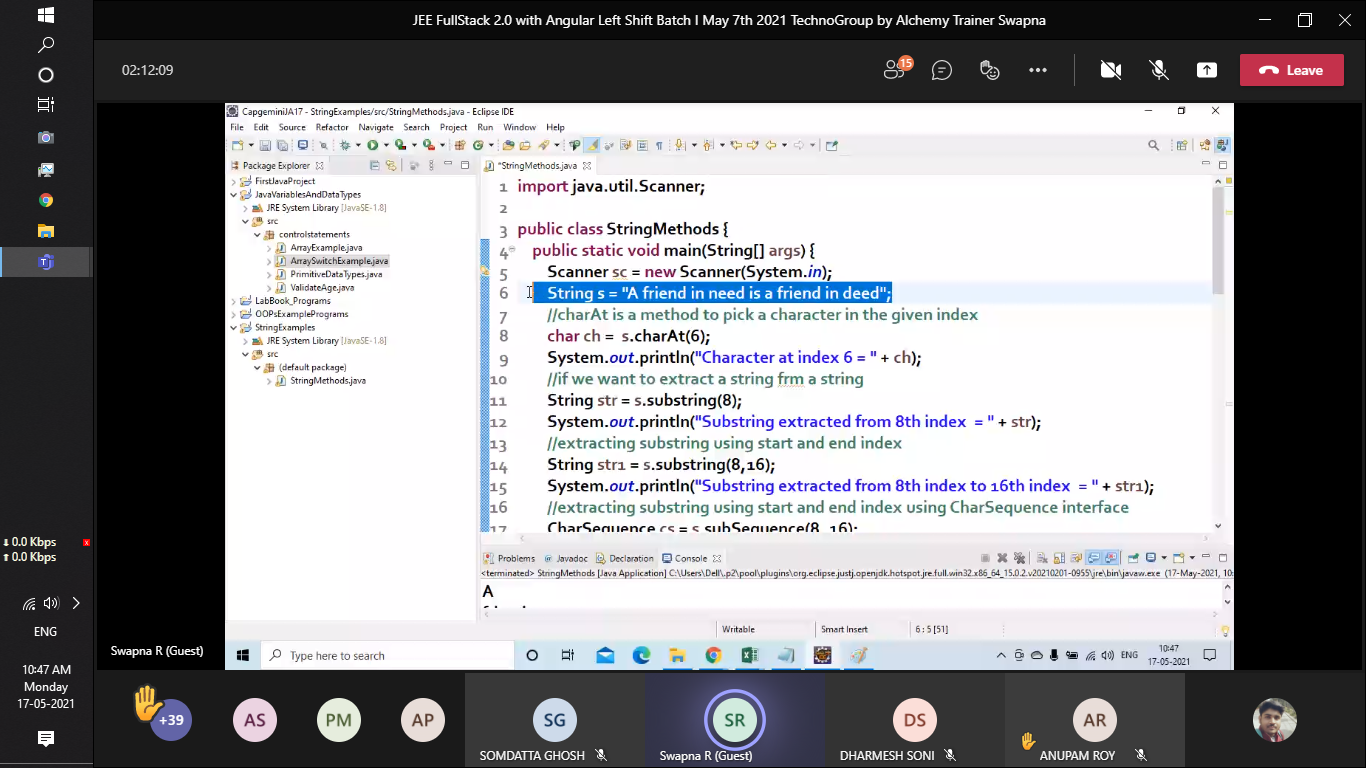 JEE FullStack 2.0 with Angular Left Shift Batch I May 7th 2021 TechnoGroup by Alchemy Trainer Swapna
02:12:09
15
Leave
CapgeminiJA17 - StringExamples/src/StringMethods.java - Eclipse IDE
File Edit Source Refactor Navigate Search Project Run Window Help
Package Explorer
FirstJavaProject
JavaVariablesAndDataTypes
JRE System Library [JavaSE-1.8]
src
controlstatements
ArrayExample.java
ArraySwitchExample.java
PrimitiveDataTypes.java
ValidateAge.java
LabBook_Programs
OOPsExamplePrograms
StringExamples
JRE System Library [JavaSE-1.8]
src
(default package)
StringMethods.java
*StringMethods.java
1 import java.util.Scanner;
2
3 public class StringMethods {
4 public static void main(String[] args) {
5 Scanner sc = new Scanner(System.in);
6 String s = "A friend in need is a friend in deed";
7 //charAt is a method to pick a character in the given index
8 char ch = s.charAt(6);
9 System.out.println("Character at index 6 = " + ch);
10 //if we want to extract a string frm a string
11 String str = s.substring(8);
12 System.out.println("Substring extracted from 8th index = " + str);
13 //extracting substring using start and end index
14 String str1 = s.substring(8,16);
15 System.out.println("Substring extracted from 8th index to 16th index = " + str1);
16 //extracting substring using start and end index using CharSequence interface
17 CharSequence cs = s.subSequence(8, 16);
Problems Javadoc Declaration Console
<terminated> StringMethods [Java Application] C:\Users\Dell\.p2\pool\plugins\org.eclipse.justj.openjdk.hotspot.jre.full.win32.x86_64_15.0.2.v20210201-0955\jre\bin\javaw.exe (17-May-2021, 10:
A
Writable Smart Insert 6 : 5 [51]
Type here to search
ENG
10:47
17-05-2021
Swapna R (Guest)
0.0 Kbps
0.0 Kbps
ENG
10:47 AM
Monday
17-05-2021
+39
AS
PM
AP
SG
SOMDATTA GHOSH
SR
Swapna R (Guest)
DS
DHARMESH SONI
AR
ANUPAM ROY